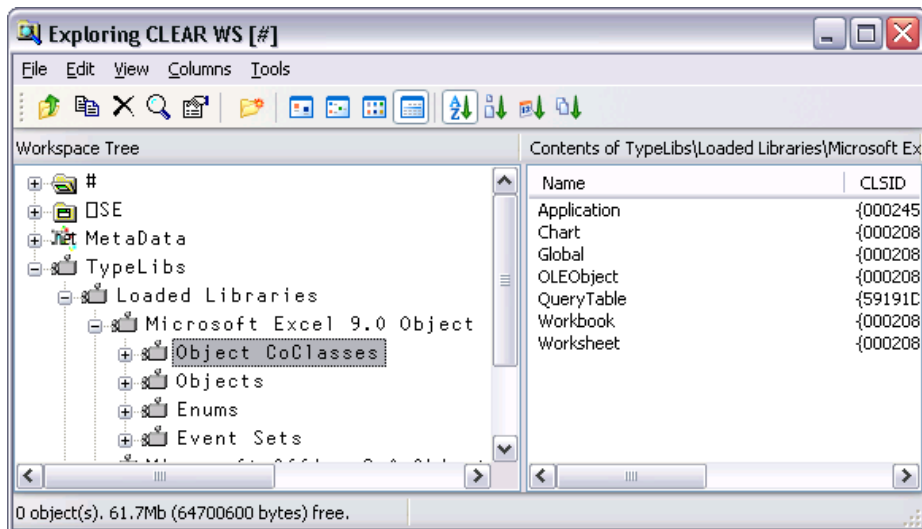 Exploring CLEAR WS [#]
File Edit View Columns Tools
Workspace Tree
Contents of TypeLibs\Loaded Libraries\Microsoft Ex
#
⎕SE
MetaData
TypeLibs
Loaded Libraries
Microsoft Excel 9.0 Object
Object CoClasses
Objects
Enums
Event Sets
Name CLSID
Application {000245
Chart {000208
Global {000208
OLEObject {000208
QueryTable {59191D
Workbook {000208
Worksheet {000208
0 object(s). 61.7Mb (64700600 bytes) free.